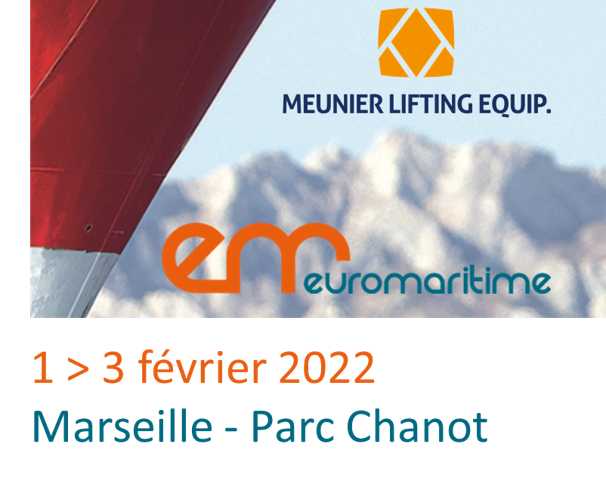 MEUNIER LIFTING EQUIP.
em euromaritime
1 > 3 février 2022
Marseille - Parc Chanot